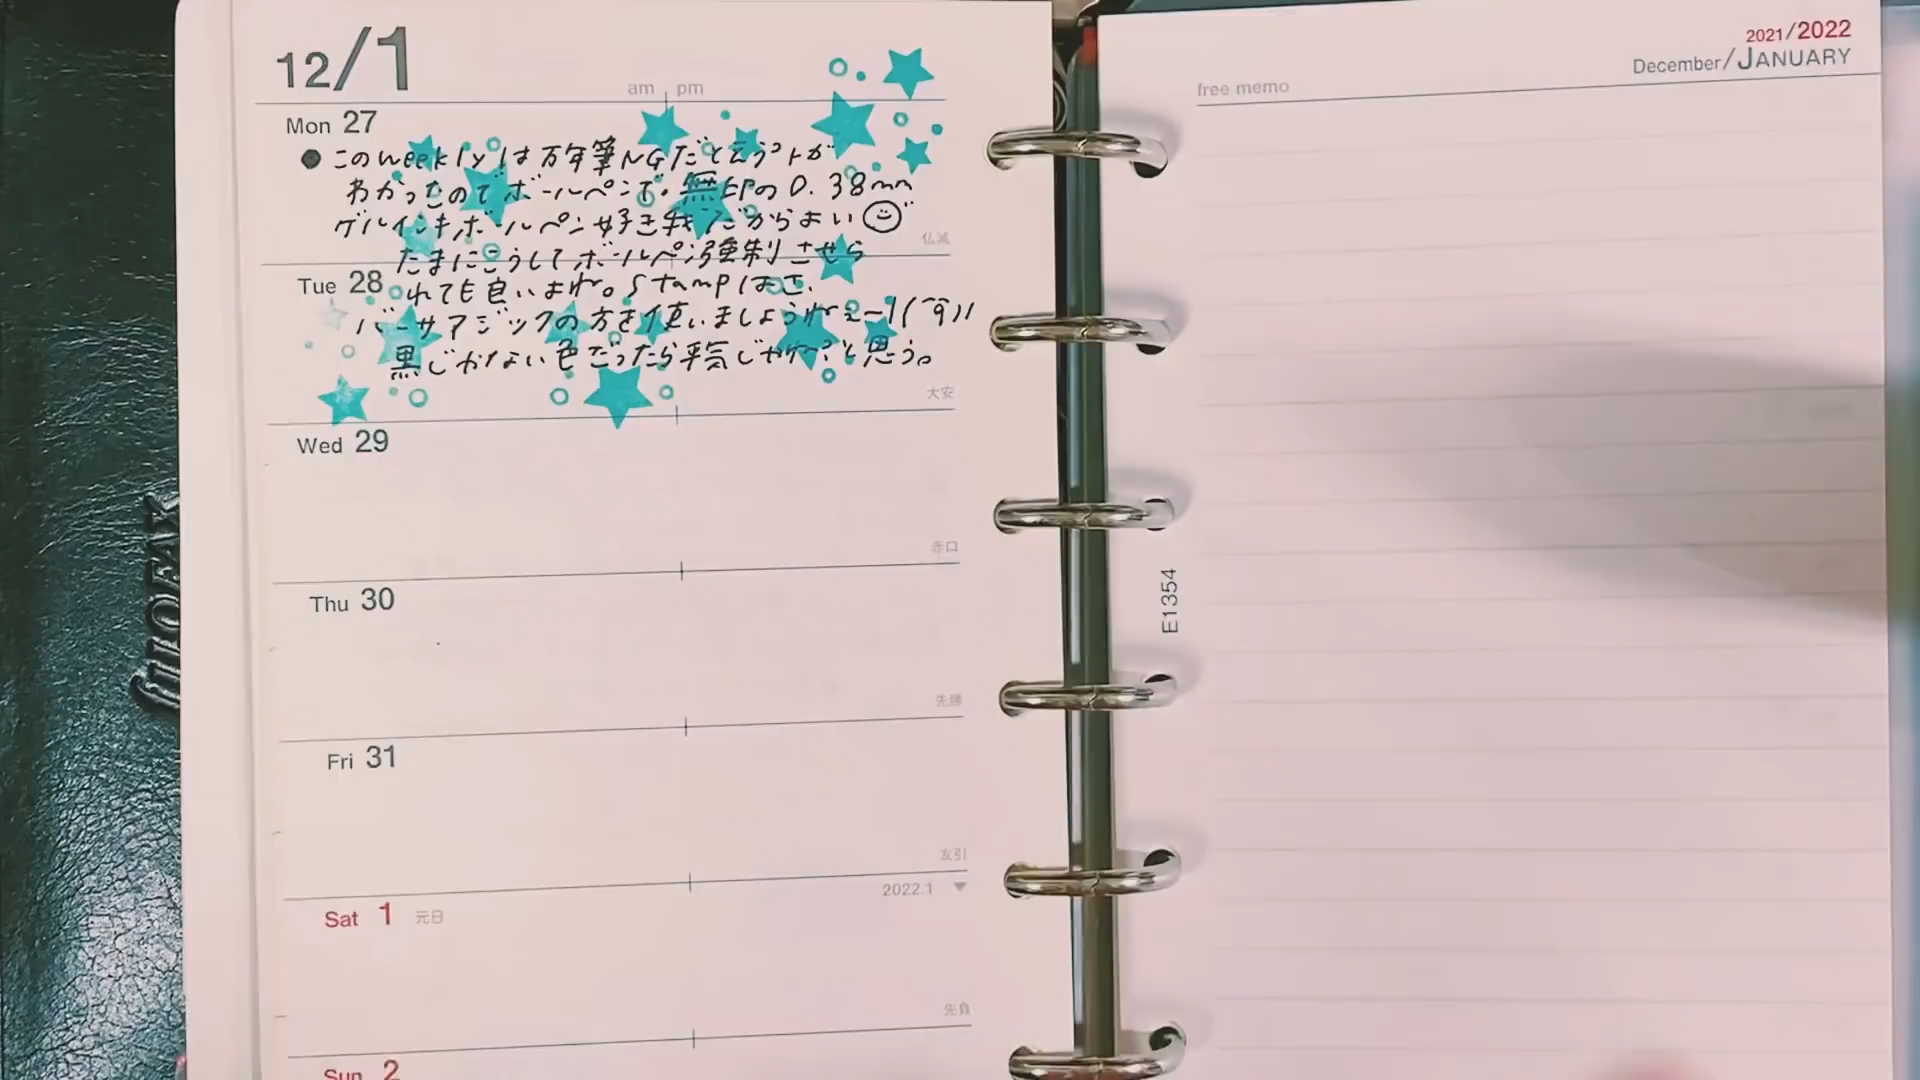 12/1
am pm
Mon 27
●このweeklyは万年筆NGだというコトが
わかったのでボールペンで。無印の0.38mm
ゲルインキボールペン好き
だからよい
仏滅
たまにこうしてボールペン強制させら
Tue 28
れても良いよね。Stampはさ、
バーサマジックの方を使いましょうねぇ~!
黒じかない色だったら平気じゃね?と思う。
大安
Wed 29
赤口
Thu 30
先勝
Fri 31
友引
2022.1 ▼
Sat 1 元日
先負
Sun 2
filofax
2021/2022
December/JANUARY
free memo
E1354